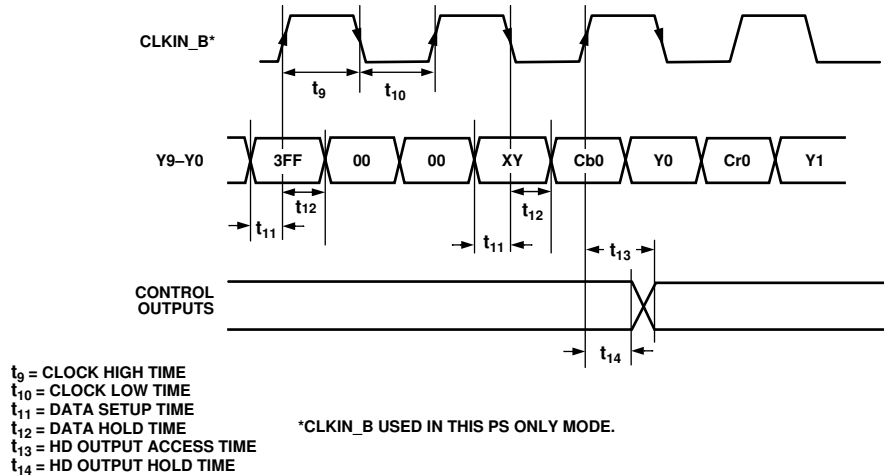 CLKIN_B*
t9
t10
Y9–Y0
3FF
00
00
XY
Cb0
Y0
Cr0
Y1
t12
t12
t11
t11
t13
CONTROL
OUTPUTS
t14
t9 = CLOCK HIGH TIME
t10 = CLOCK LOW TIME
t11 = DATA SETUP TIME
t12 = DATA HOLD TIME
t13 = HD OUTPUT ACCESS TIME
t14 = HD OUTPUT HOLD TIME
*CLKIN_B USED IN THIS PS ONLY MODE.